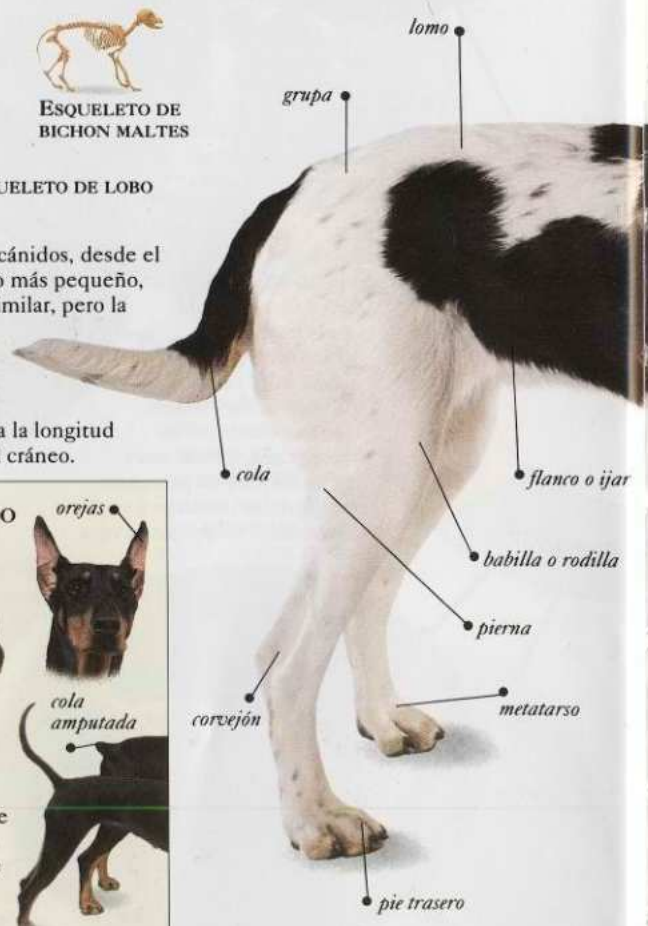 lomo
grupa
ESQUELETO DE
BICHON MALTES
UELETO DE LOBO
cánidos, desde el
o más pequeño,
milar, pero la
a la longitud
cráneo.
cola
flanco o ijar
babilla o rodilla
pierna
metatarso
corvejón
pie trasero
O
orejas
cola
amputada
e